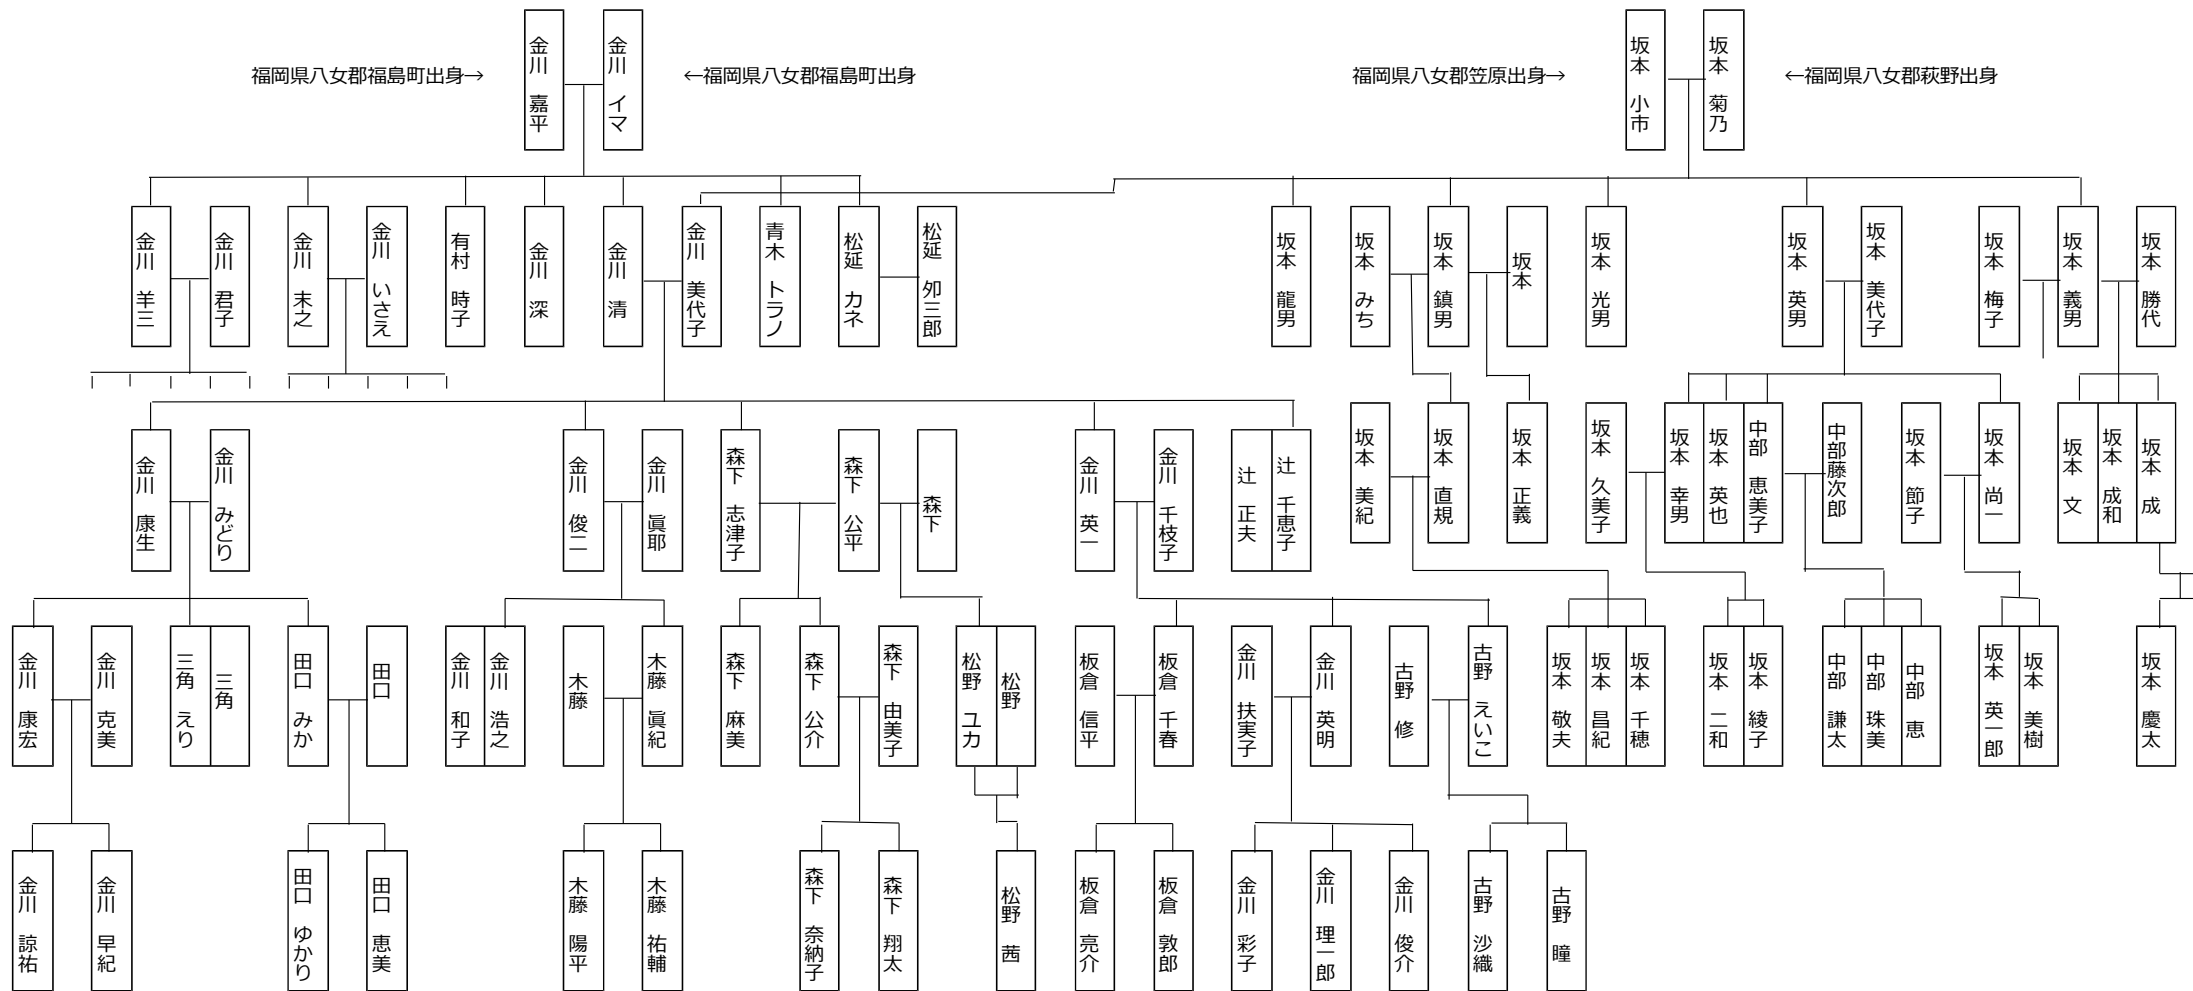 福岡県八女郡福島町出身→
金川 嘉平
金川 イマ
←福岡県八女郡福島町出身
福岡県八女郡笠原出身→
坂本 小市
坂本 菊乃
←福岡県八女郡萩野出身
金川 羊三
金川 君子
金川 末之
金川 いさえ
有村 時子
金川 深
金川 清
金川 美代子
青木 トラノ
松延 カネ
松延 夘三郎
坂本 龍男
坂本 みち
坂本 鎮男
坂本
坂本 光男
坂本 英男
坂本 美代子
坂本 梅子
坂本 義男
坂本 勝代
金川 康生
金川 みどり
金川 俊二
金川 眞耶
森下 志津子
森下 公平
森下
金川 英一
金川 千枝子
辻 正夫
辻 千恵子
坂本 美紀
坂本 直規
坂本 正義
坂本 久美子
坂本 幸男
坂本 英也
中部 恵美子
中部藤次郎
坂本 節子
坂本 尚一
坂本 文
坂本 成和
坂本 成
金川 康宏
金川 克美
三角 えり
三角
田口 みか
田口
金川 和子
金川 浩之
木藤
木藤 眞紀
森下 麻美
森下 公介
森下 由美子
松野 ユカ
松野
板倉 信平
板倉 千春
金川 扶実子
金川 英明
古野 修
古野 えいこ
坂本 敬夫
坂本 昌紀
坂本 千穂
坂本 二和
坂本 綾子
中部 謙太
中部 珠美
中部 恵
坂本 英一郎
坂本 美樹
坂本 慶太
金川 諒祐
金川 早紀
田口 ゆかり
田口 恵美
木藤 陽平
木藤 祐輔
森下 奈納子
森下 翔太
松野 茜
板倉 亮介
板倉 敦郎
金川 彩子
金川 理一郎
金川 俊介
古野 沙織
古野 瞳